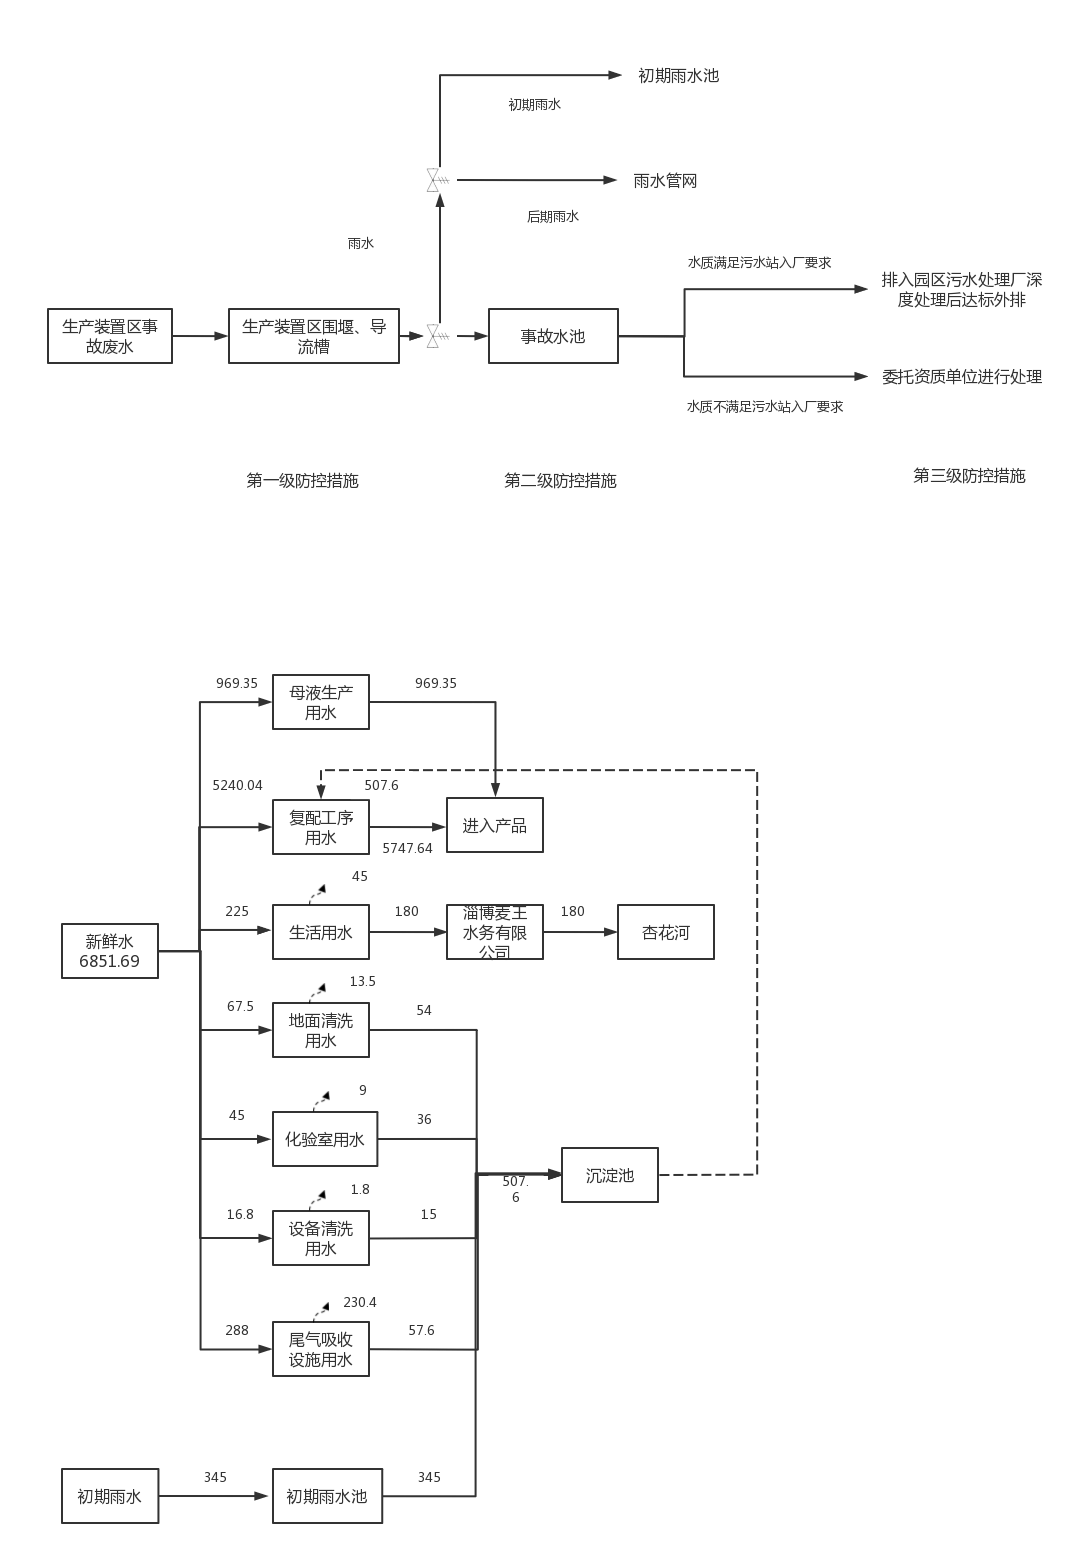 初期雨水池
初期雨水
雨水管网
后期雨水
雨水
水质满足污水站入厂要求
排入园区污水处理厂深
度处理后达标外排
生产装置区事
故废水
生产装置区围堰、导
流槽
事故水池
委托资质单位进行处理
水质不满足污水站入厂要求
第一级防控措施
第二级防控措施
第三级防控措施
969.35
母液生产
用水
969.35
5240.04
507.6
复配工序
用水
进入产品
5747.64
45
225
生活用水
180
淄博麦王
水务有限
公司
180
杏花河
新鲜水
6851.69
13.5
67.5
地面清洗
用水
54
9
45
化验室用水
36
沉淀池
507.
6
1.8
16.8
设备清洗
用水
15
230.4
288
尾气吸收
设施用水
57.6
初期雨水
345
初期雨水池
345